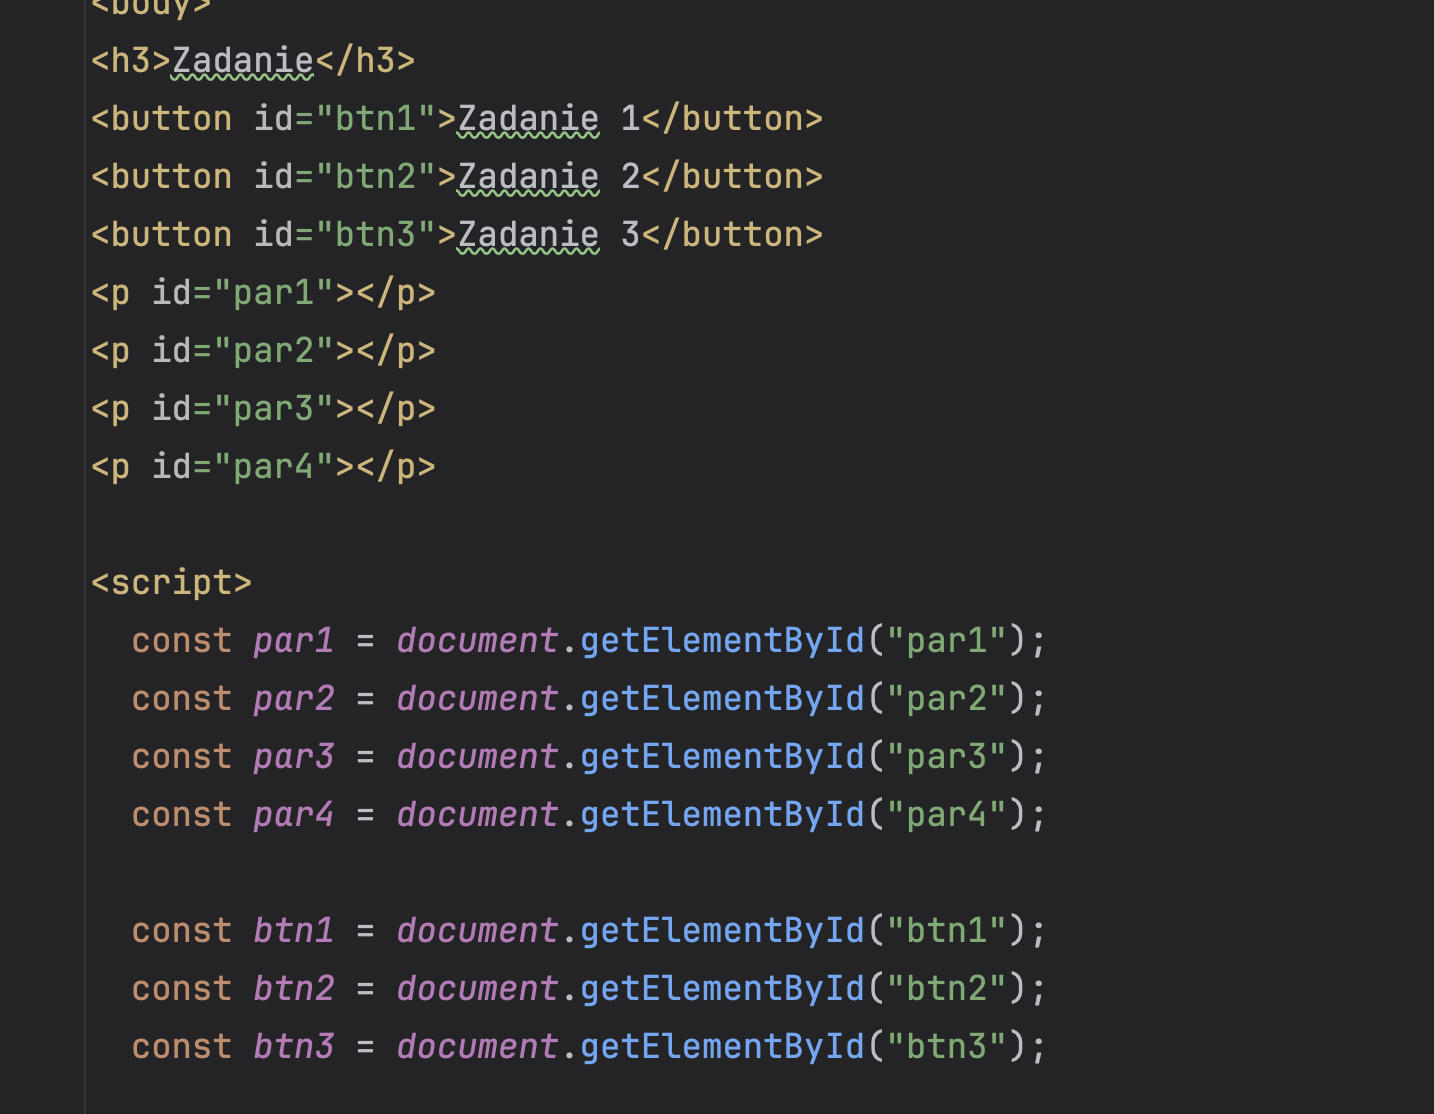 <body>
<h3>Zadanie</h3>
<button id="btn1">Zadanie 1</button>
<button id="btn2">Zadanie 2</button>
<button id="btn3">Zadanie 3</button>
<p id="par1"></p>
<p id="par2"></p>
<p id="par3"></p>
<p id="par4"></p>
<script>
const par1 = document.getElementById("par1");
const par2 = document.getElementById("par2");
const par3 = document.getElementById("par3");
const par4 = document.getElementById("par4");
const btn1 = document.getElementById("btn1");
const btn2 = document.getElementById("btn2");
const btn3 = document.getElementById("btn3");